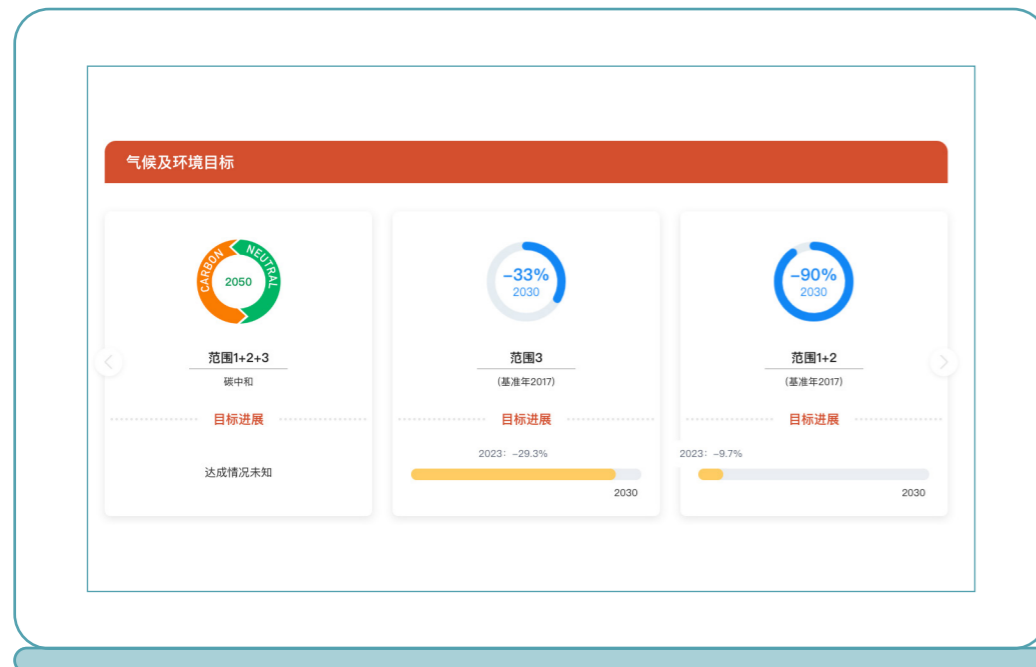 气候及环境目标
CARBON NEUTRAL
2050
范围1+2+3
碳中和
目标进展
达成情况未知
-33%
2030
范围3
(基准年2017)
目标进展
2023: -29.3%
2030
-90%
2030
范围1+2
(基准年2017)
目标进展
2023: -9.7%
2030